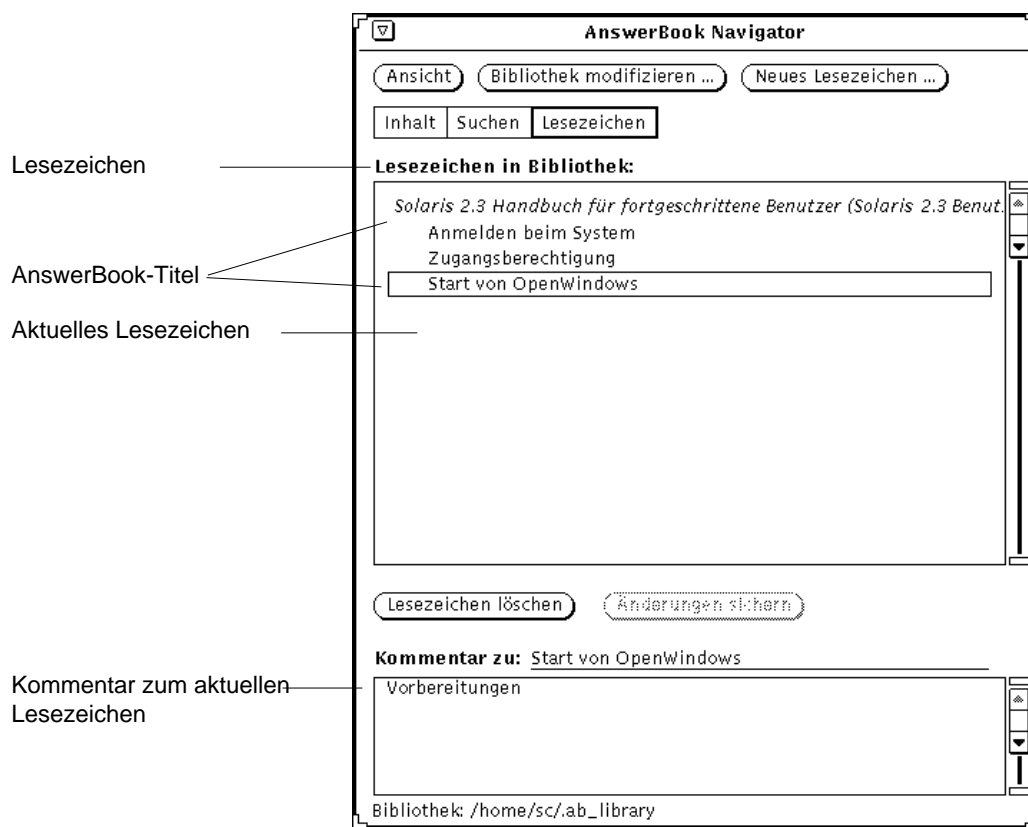 AnswerBook Navigator
Ansicht Bibliothek modifizieren ... Neues Lesezeichen ...
Inhalt Suchen Lesezeichen
Lesezeichen
Lesezeichen in Bibliothek:
Solaris 2.3 Handbuch für fortgeschrittene Benutzer (Solaris 2.3 Benut.
Anmelden beim System
Zugangsberechtigung
AnswerBook-Titel
Start von OpenWindows
Aktuelles Lesezeichen
Lesezeichen löschen Änderungen sichern
Kommentar zu: Start von OpenWindows
Kommentar zum aktuellen
Lesezeichen
Vorbereitungen
Bibliothek: /home/sc/.ab_library